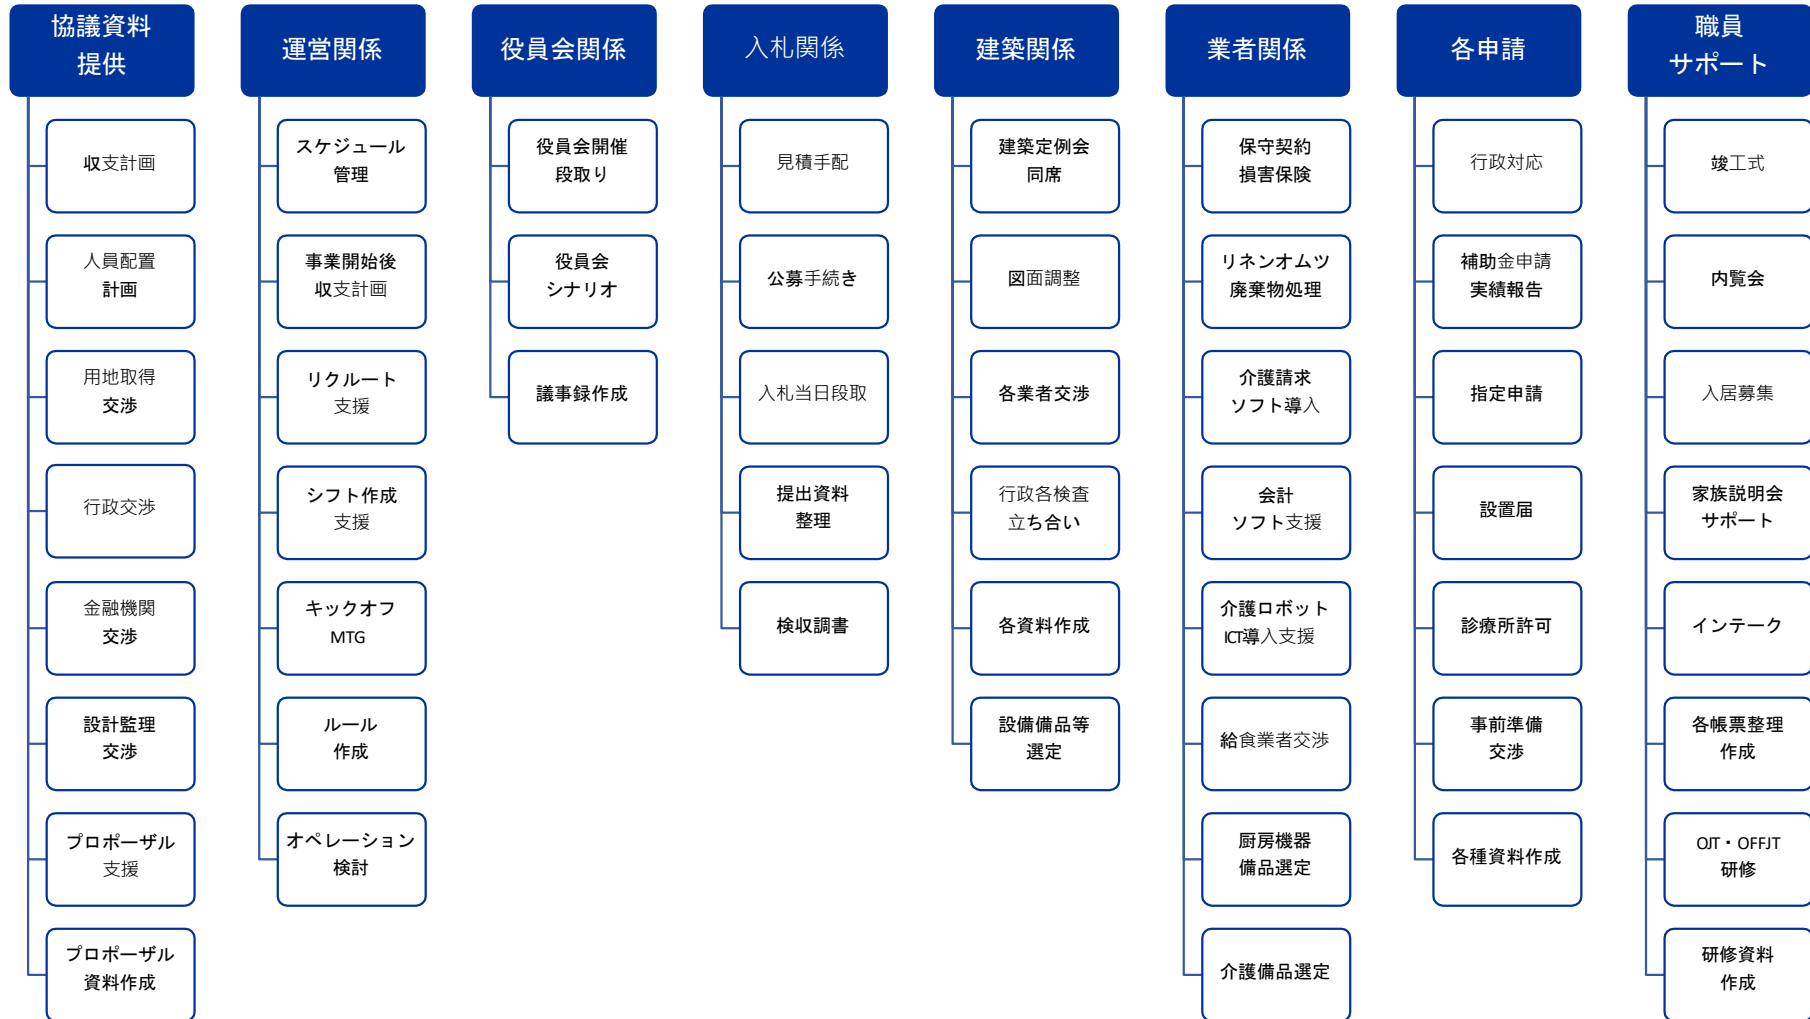 協議資料
提供
収支計画
人員配置
計画
用地取得
交渉
行政交渉
金融機関
交渉
設計監理
交渉
プロポーザル
支援
プロポーザル
資料作成
運営関係
スケジュール
管理
事業開始後
収支計画
リクルート
支援
シフト作成
支援
キックオフ
MTG
ルール
作成
オペレーション
検討
役員会関係
役員会開催
段取り
役員会
シナリオ
議事録作成
入札関係
見積手配
公募手続き
入札当日段取
提出資料
整理
検収調書
建築関係
建築定例会
同席
図面調整
各業者交渉
行政各検査
立ち合い
各資料作成
設備備品等
選定
業者関係
保守契約
損害保険
リネンオムツ
廃棄物処理
介護請求
ソフト導入
会計
ソフト支援
介護ロボット
ICT導入支援
給食業者交渉
厨房機器
備品選定
介護備品選定
各申請
行政対応
補助金申請
実績報告
指定申請
設置届
診療所許可
事前準備
交渉
各種資料作成
職員
サポート
竣工式
内覧会
入居募集
家族説明会
サポート
インテーク
各帳票整理
作成
OJT・OFFJT
研修
研修資料
作成